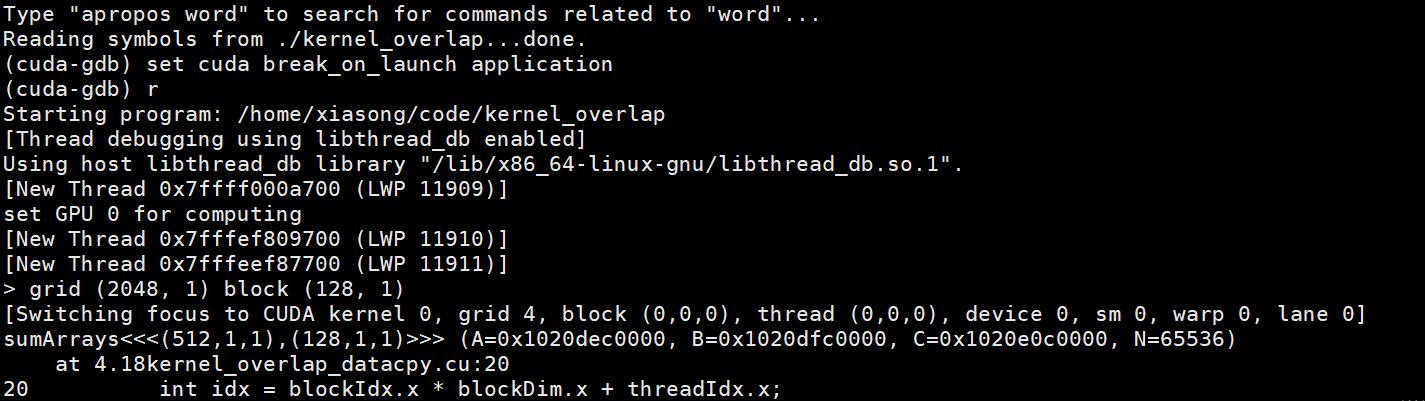 Type "apropos word" to search for commands related to "word"...
Reading symbols from ./kernel_overlap...done.
(cuda-gdb) set cuda break_on_launch application
(cuda-gdb) r
Starting program: /home/xiasong/code/kernel_overlap
[Thread debugging using libthread_db enabled]
Using host libthread_db library "/lib/x86_64-linux-gnu/libthread_db.so.1".
[New Thread 0x7ffff000a700 (LWP 11909)]
set GPU 0 for computing
[New Thread 0x7fffef809700 (LWP 11910)]
[New Thread 0x7fffeef87700 (LWP 11911)]
> grid (2048, 1) block (128, 1)
[Switching focus to CUDA kernel 0, grid 4, block (0,0,0), thread (0,0,0), device 0, sm 0, warp 0, lane 0]
sumArrays<<<(512,1,1),(128,1,1)>>> (A=0x1020dec0000, B=0x1020dfc0000, C=0x1020e0c0000, N=65536)
    at 4.18kernel_overlap_datacpy.cu:20
20          int idx = blockIdx.x * blockDim.x + threadIdx.x;